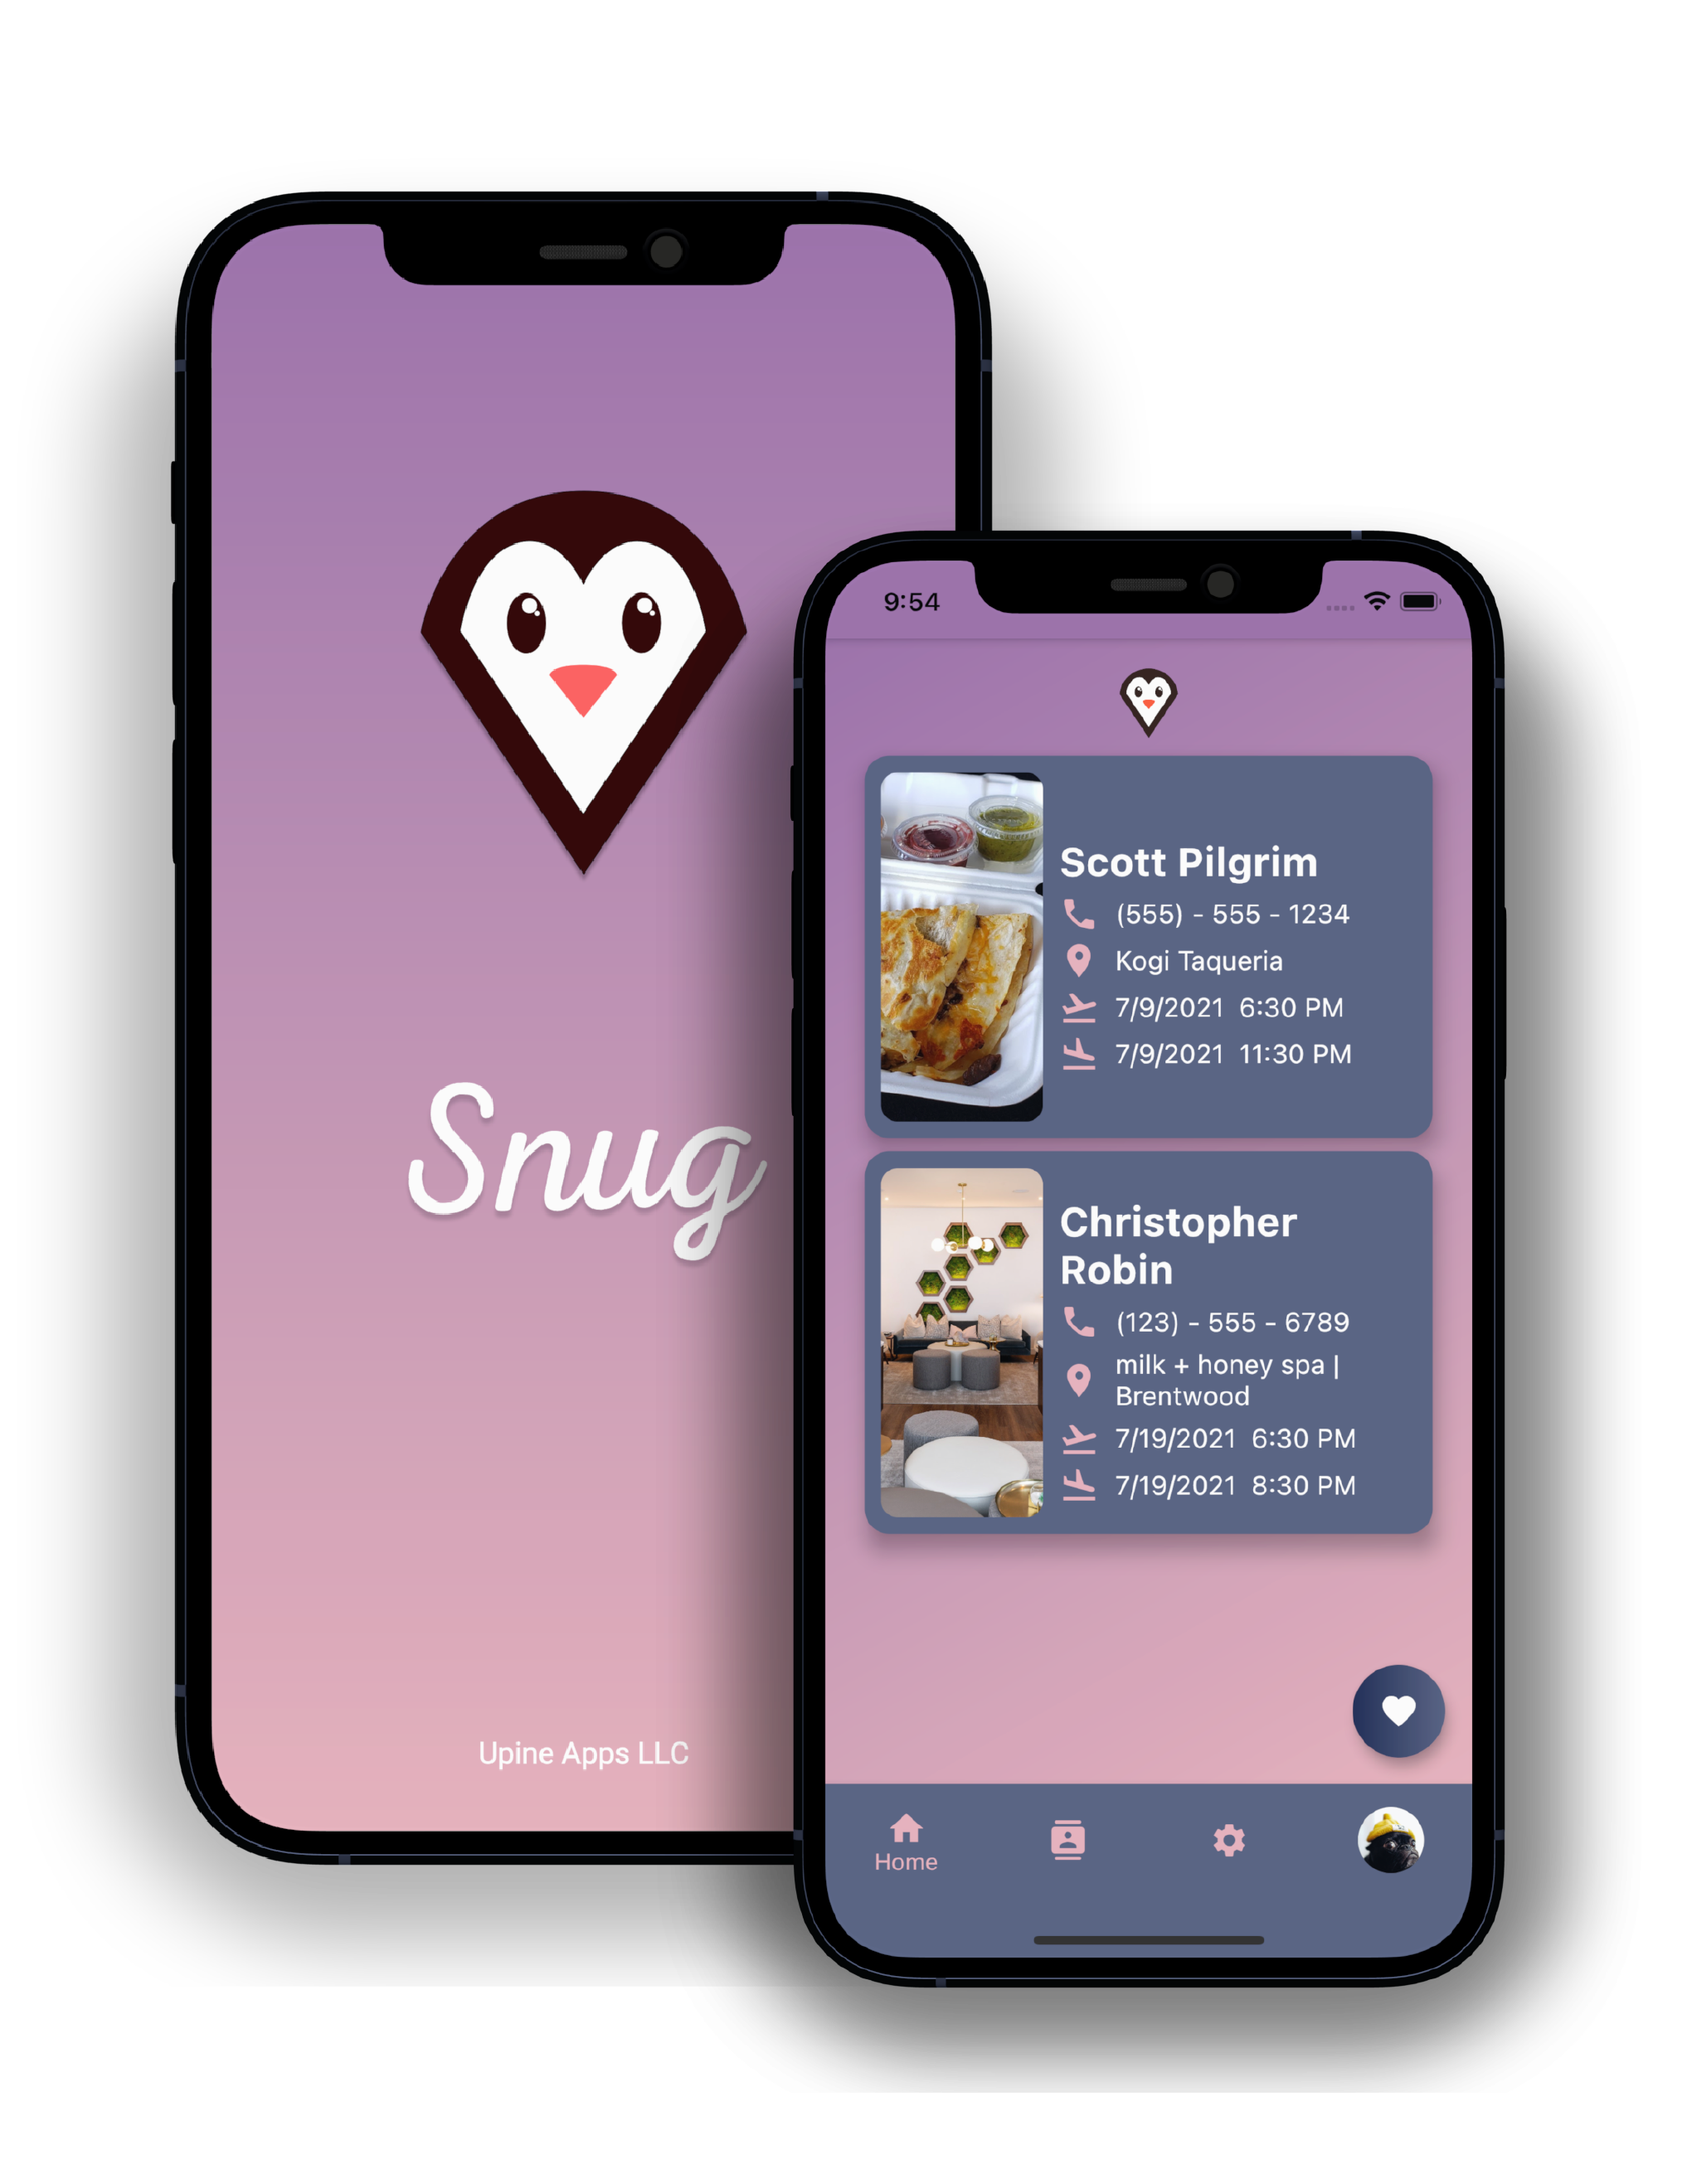 Snug
Upine Apps LLC
9:54
Scott Pilgrim
(555) - 555 - 1234
Kogi Taqueria
7/9/2021 6:30 PM
7/9/2021 11:30 PM
Christopher
Robin
(123) - 555 - 6789
milk + honey spa |
Brentwood
7/19/2021 6:30 PM
7/19/2021 8:30 PM
Home